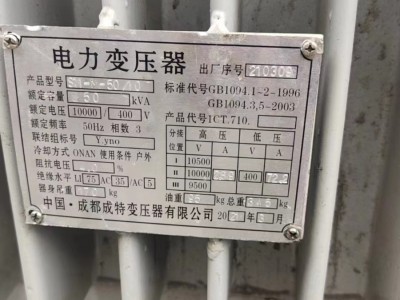 电力变压器 出厂序号 210309
产品型号 标准代号GB1094.1-2-1996
额定容量 50 kVA GB1094.3,5-2003
额定电压 10000/400 V 产品代号1CT.710.
额定频率 50Hz 相数 3
联结组标号 Y.yno
冷却方式 ONAN 使用条件 户外
阻抗电压 %
绝缘水平 LI 75 AC 35 / AC 5
器身吊重 kg
分接位置 高压 低压
V A V A
I 10500
II 10000 400
III 9500
油重 kg 总重 kg
中国·成都成特变压器有限公司 20 年 月